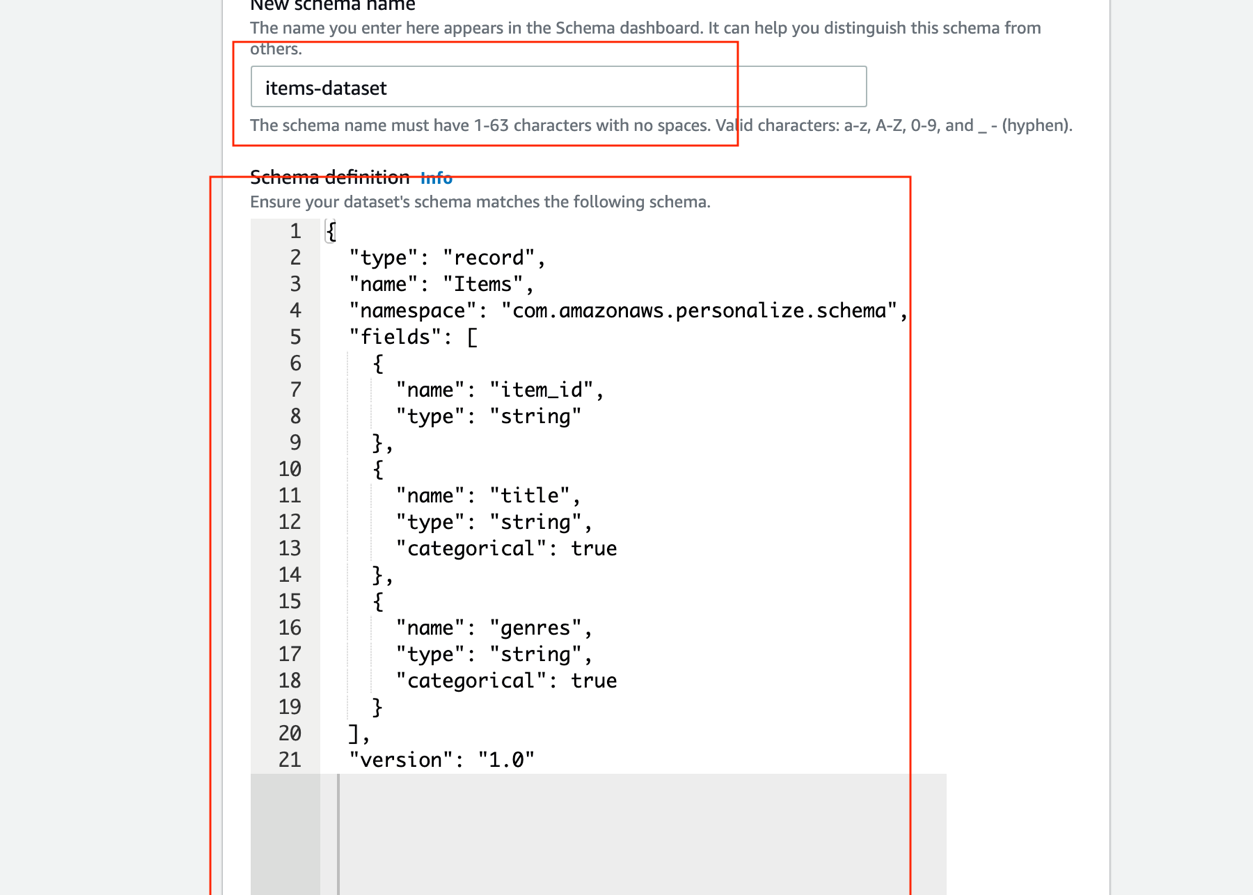 New schema name
The name you enter here appears in the Schema dashboard. It can help you distinguish this schema from
others.
items-dataset
The schema name must have 1-63 characters with no spaces. Valid characters: a-z, A-Z, 0-9, and _ - (hyphen).
Schema definition Info
Ensure your dataset's schema matches the following schema.
1 {
2 "type": "record",
3 "name": "Items",
4 "namespace": "com.amazonaws.personalize.schema",
5 "fields": [
6 {
7 "name": "item_id",
8 "type": "string"
9 },
10 {
11 "name": "title",
12 "type": "string",
13 "categorical": true
14 },
15 {
16 "name": "genres",
17 "type": "string",
18 "categorical": true
19 }
20 ],
21 "version": "1.0"